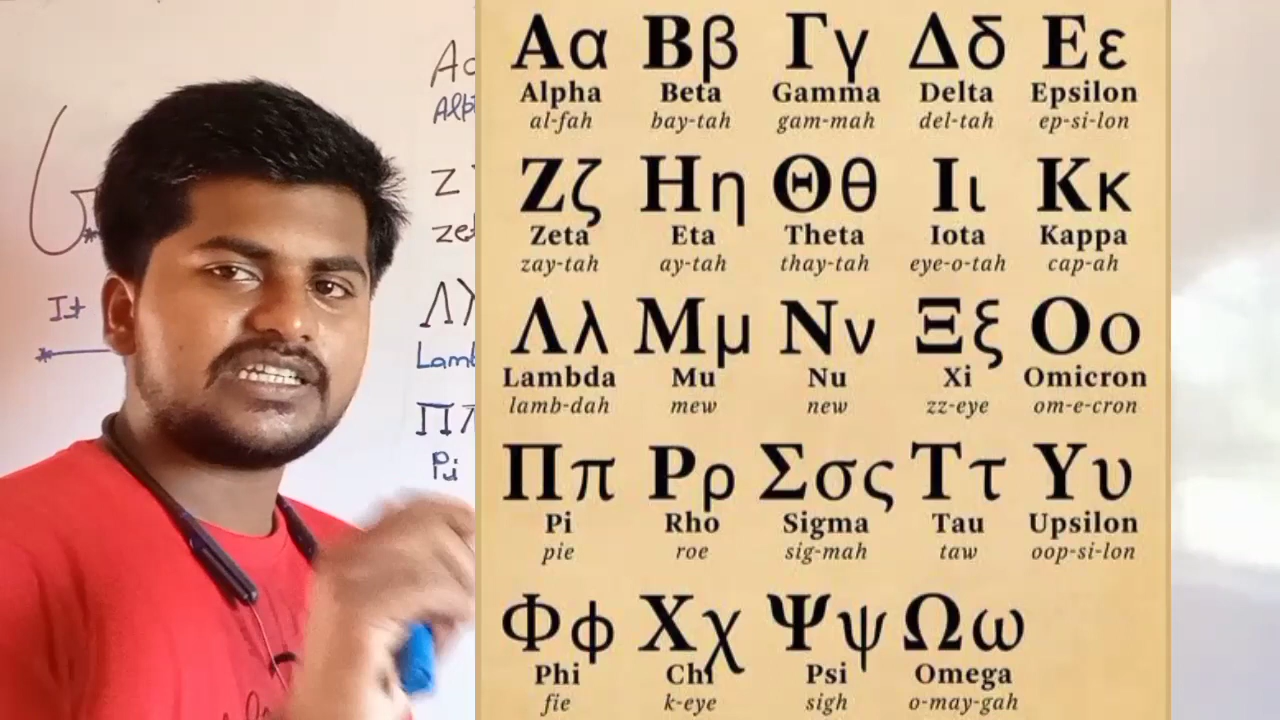 It
Alp
Z
zet
Lam
Pi
Αα Ββ Γγ Δδ Εε
Alpha Beta Gamma Delta Epsilon
al-fah bay-tah gam-mah del-tah ep-si-lon
Ζζ Ηη Θθ Ιι Κκ
Zeta Eta Theta Iota Kappa
zay-tah ay-tah thay-tah eye-o-tah cap-ah
Λλ Μμ Νν Ξξ Οο
Lambda Mu Nu Xi Omicron
lamb-dah mew new zz-eye om-e-cron
Ππ Ρρ Σσς Ττ Υυ
Pi Rho Sigma Tau Upsilon
pie roe sig-mah taw oop-si-lon
Φφ Χχ Ψψ Ωω
Phi Chi Psi Omega
fie k-eye sigh o-may-gah